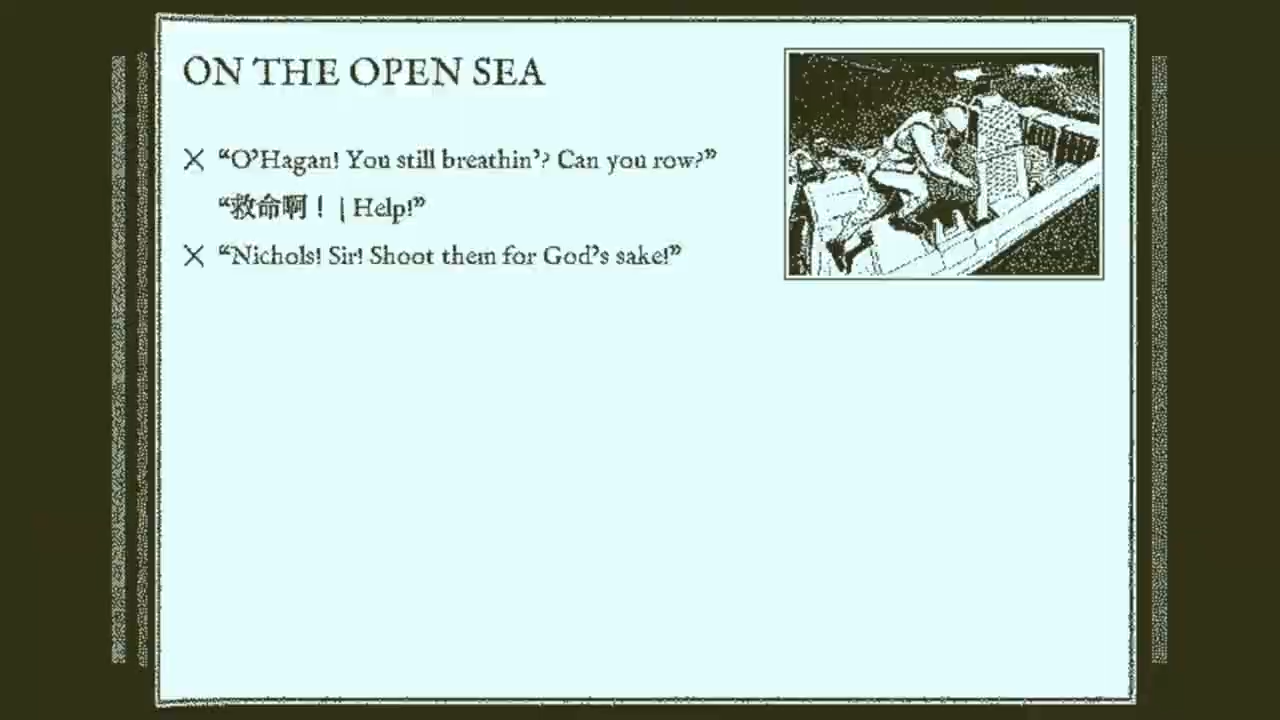 ON THE OPEN SEA
X “O’Hagan! You still breathin’? Can you row?”
“救命啊！ | Help!”
X “Nichols! Sir! Shoot them for God’s sake!”